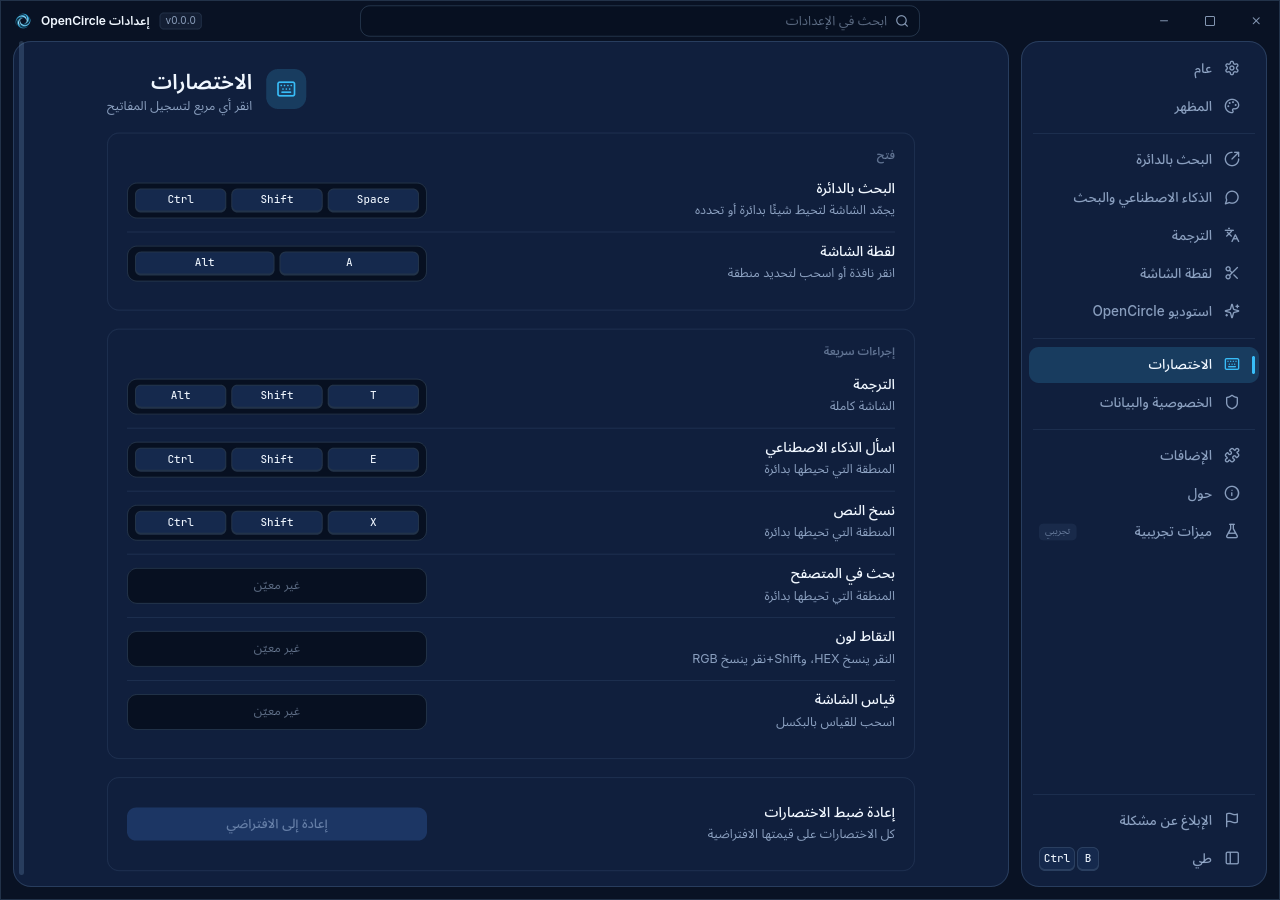 إعدادات OpenCircle
v0.0.0
ابحث في الإعدادات
عام
المظهر
البحث بالدائرة
الذكاء الاصطناعي والبحث
الترجمة
لقطة الشاشة
استوديو OpenCircle
الاختصارات
الخصوصية والبيانات
الإضافات
حول
ميزات تجريبية
تجريبي
الإبلاغ عن مشكلة
طي
Ctrl B
الاختصارات
انقر أي مربع لتسجيل المفاتيح
فتح
البحث بالدائرة
يجمّد الشاشة لتحيط شيئًا بدائرة أو تحدده
Ctrl Shift Space
لقطة الشاشة
انقر نافذة أو اسحب لتحديد منطقة
Alt A
إجراءات سريعة
الترجمة
الشاشة كاملة
Alt Shift T
اسأل الذكاء الاصطناعي
المنطقة التي تحيطها بدائرة
Ctrl Shift E
نسخ النص
المنطقة التي تحيطها بدائرة
Ctrl Shift X
بحث في المتصفح
المنطقة التي تحيطها بدائرة
غير معيّن
التقاط لون
النقر ينسخ HEX، وShift+نقر ينسخ RGB
غير معيّن
قياس الشاشة
اسحب للقياس بالبكسل
غير معيّن
إعادة ضبط الاختصارات
كل الاختصارات على قيمتها الافتراضية
إعادة إلى الافتراضي